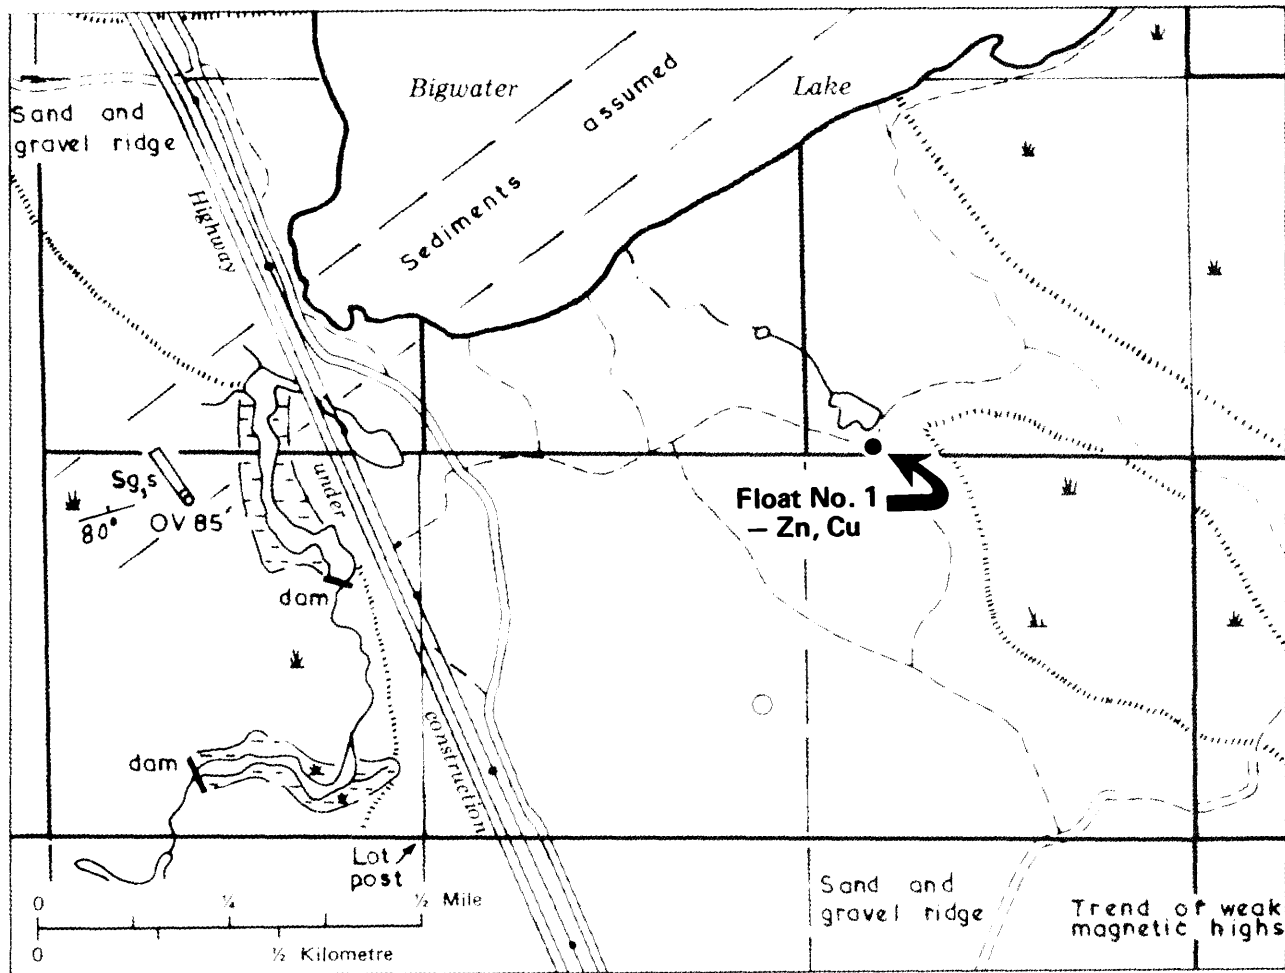 Bigwater Lake
assumed
Sediments
Sand and
gravel ridge
Highway
under
construction
Sg,s
80°
OV 85'
dam
Float No. 1
– Zn, Cu
dam
Lot
post
0 ¼ ½ Mile
0 ½ Kilometre
Sand and
gravel ridge
Trend of weak
magnetic highs